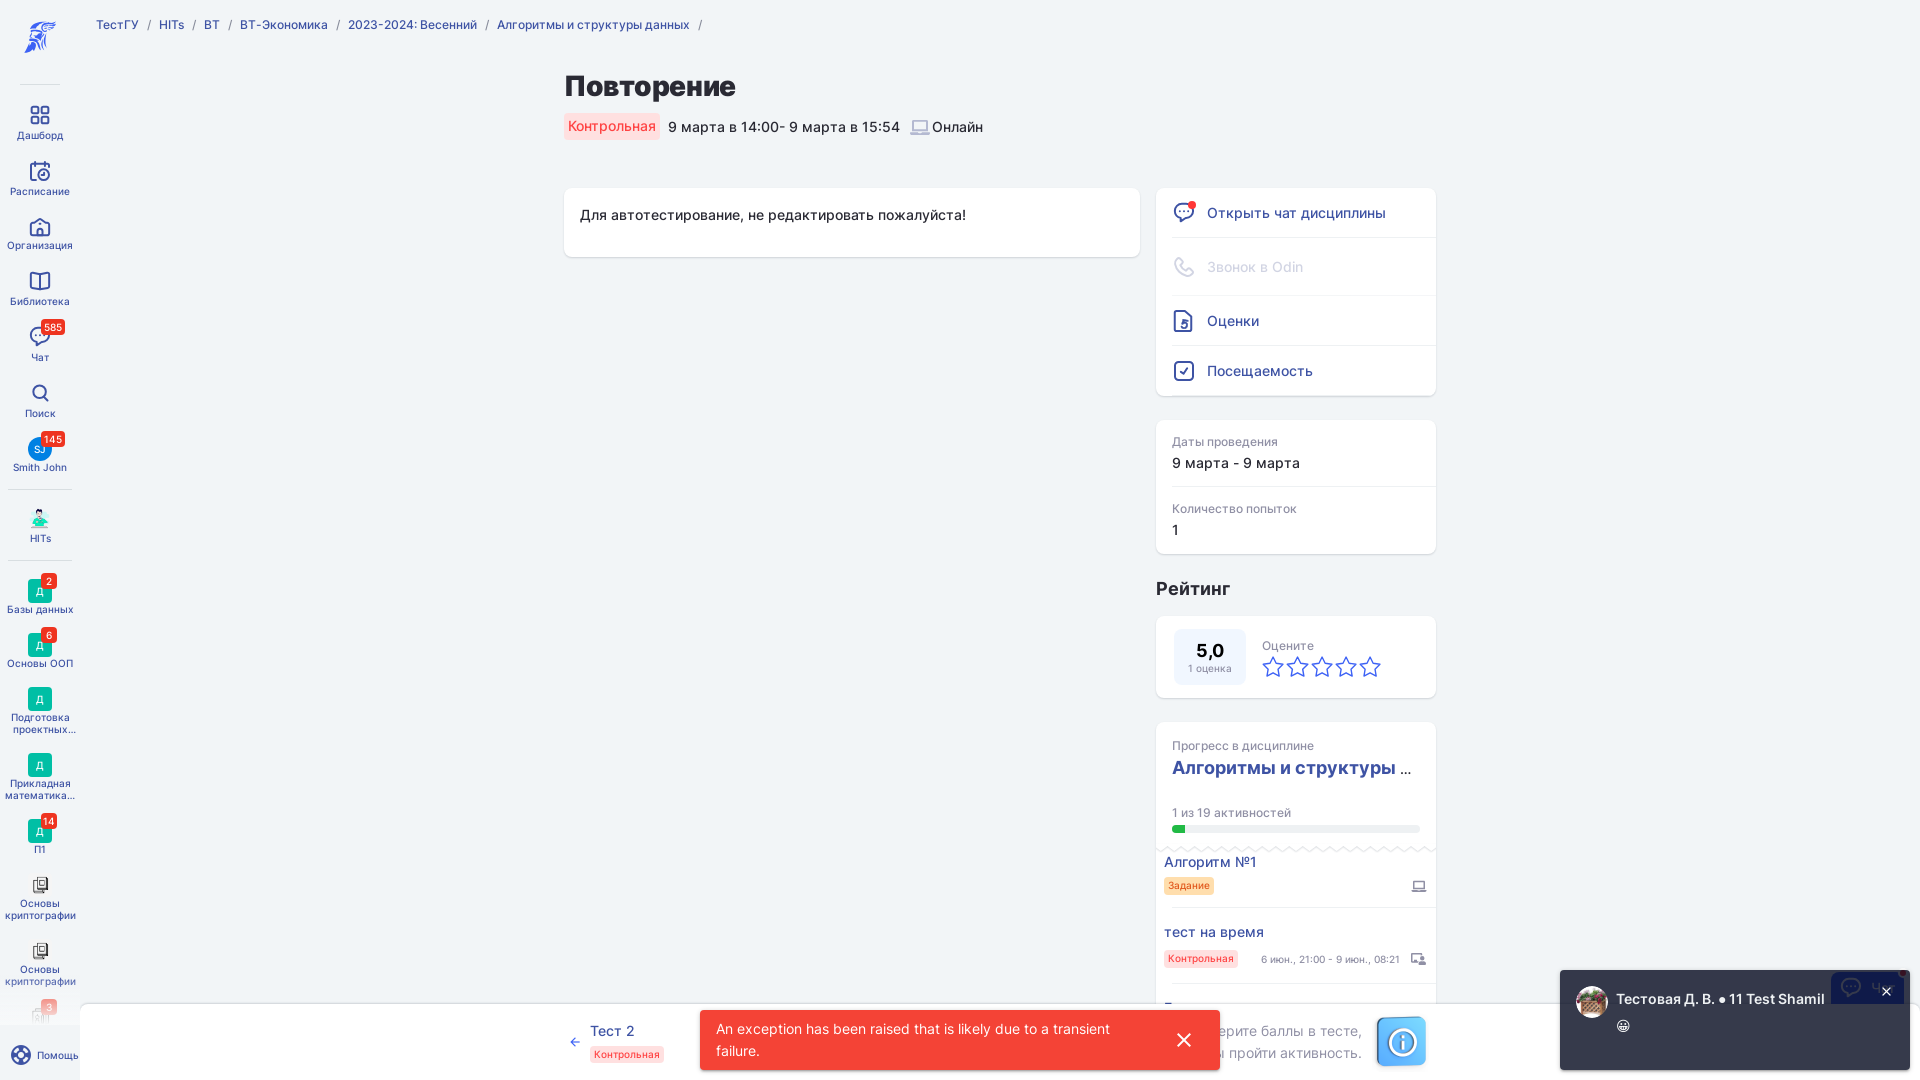 ТестГУ / HITs / ВТ / ВТ-Экономика / 2023-2024: Весенний / Алгоритмы и структуры данных /
Дашборд
Расписание
Организация
Библиотека
585
Чат
Поиск
SJ
145
Smith John
HITs
Д
2
Базы данных
Д
6
Основы ООП
Д
Подготовка
проектных...
Д
Прикладная
математика...
Д
14
П1
Основы
криптографии
Основы
криптографии
3
Помощь
Повторение
Контрольная 9 марта в 14:00- 9 марта в 15:54 Онлайн
Для автотестирование, не редактировать пожалуйста!
Открыть чат дисциплины
Звонок в Odin
Оценки
Посещаемость
Даты проведения
9 марта - 9 марта
Количество попыток
1
Рейтинг
5,0
1 оценка
Оцените
Прогресс в дисциплине
Алгоритмы и структуры ...
1 из 19 активностей
Алгоритм №1
Задание
тест на время
Контрольная 6 июн., 21:00 - 9 июн., 08:21
Тест 2
Контрольная
An exception has been raised that is likely due to a transient
failure.
ерите баллы в тесте,
ы пройти активность.
Тестовая Д. В. ● 11 Test Shamil